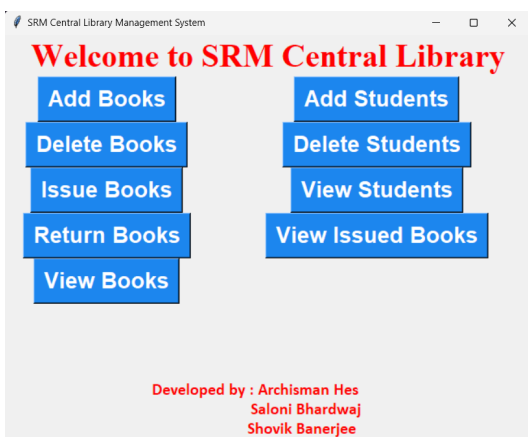 SRM Central Library Management System
Welcome to SRM Central Library
Add Books
Delete Books
Issue Books
Return Books
View Books
Add Students
Delete Students
View Students
View Issued Books
Developed by : Archisman Hes
Saloni Bhardwaj
Shovik Banerjee